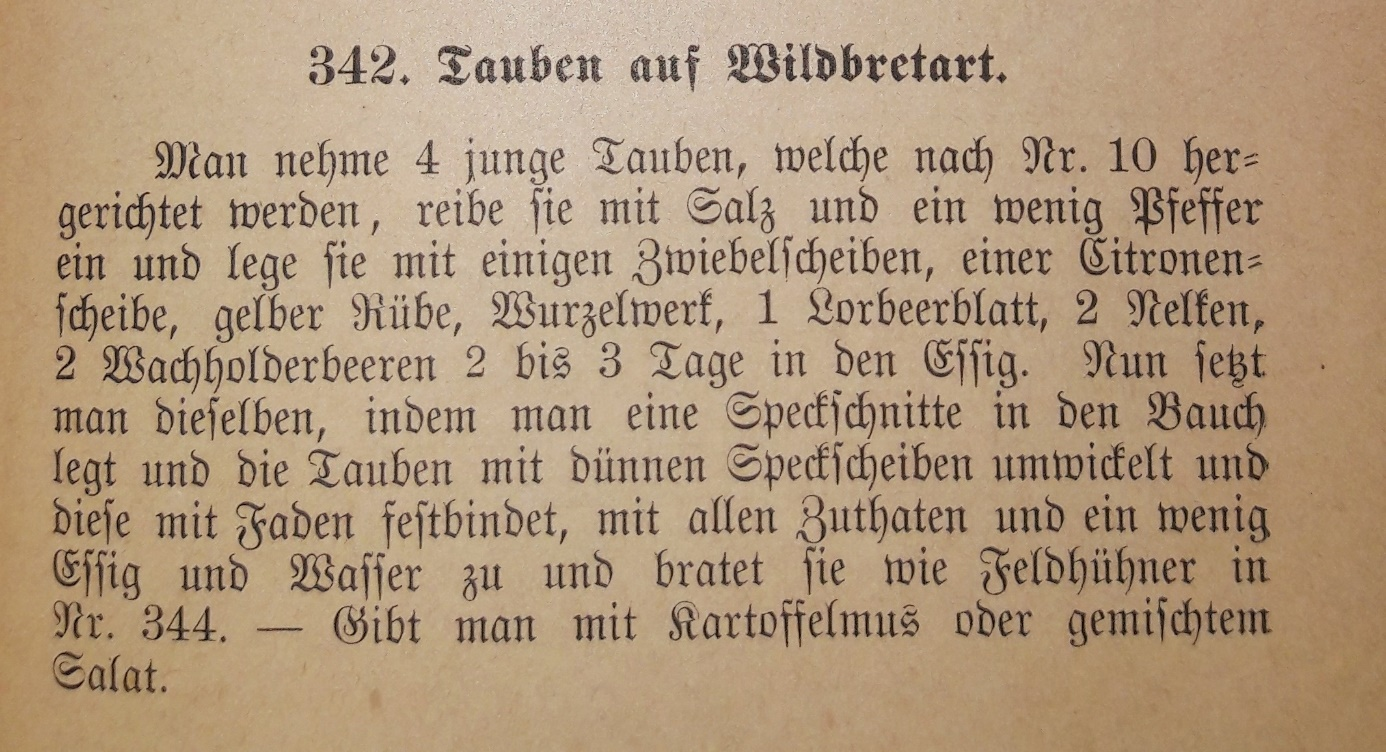 342. Tauben auf Wildbretart.
Man nehme 4 junge Tauben, welche nach Nr. 10 her-
gerichtet werden, reibe sie mit Salz und ein wenig Pfeffer
ein und lege sie mit einigen Zwiebelscheiben, einer Citronen-
scheibe, gelber Rübe, Wurzelwerk, 1 Lorbeerblatt, 2 Nelken,
2 Wachholderbeeren 2 bis 3 Tage in den Essig. Nun setzt
man dieselben, indem man eine Speckschnitte in den Bauch
legt und die Tauben mit dünnen Speckscheiben umwickelt und
diese mit Faden festbindet, mit allen Zuthaten und ein wenig
Essig und Wasser zu und bratet sie wie Feldhühner in
Nr. 344. — Gibt man mit Kartoffelmus oder gemischtem
Salat.